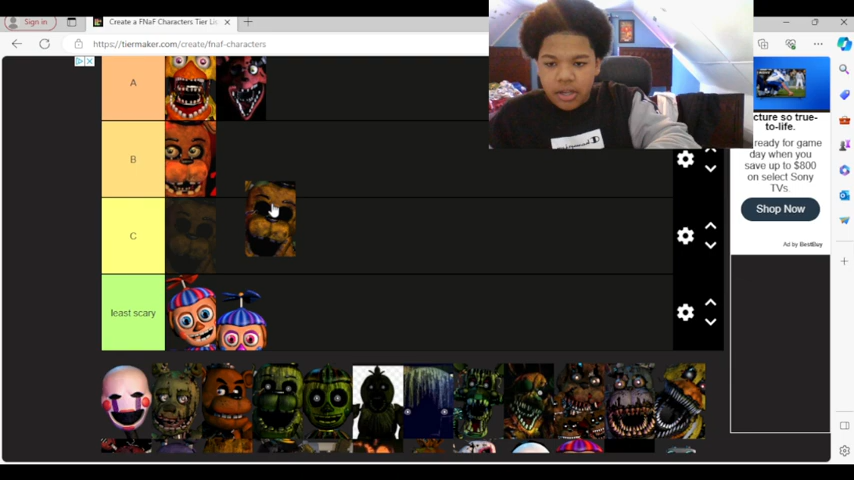 Sign in
Create a FNaF Characters Tier Lis
https://tiermaker.com/create/fnaf-characters
A
B
C
least scary
cture so true-
to-life.
ready for game
day when you
save up to $800
on select Sony
TVs.
Shop Now
Ad by BestBuy